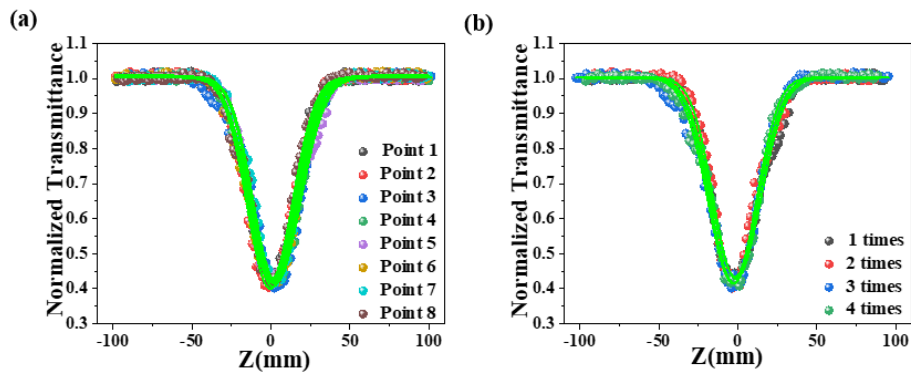 (a)
Normalized Transmittance
1.1
1.0
0.9
0.8
0.7
0.6
0.5
0.4
0.3
Point 1
Point 2
Point 3
Point 4
Point 5
Point 6
Point 7
Point 8
-100 -50 0 50 100
Z(mm)
(b)
Normalized Transmittance
1.1
1.0
0.9
0.8
0.7
0.6
0.5
0.4
0.3
1 times
2 times
3 times
4 times
-100 -50 0 50 100
Z(mm)